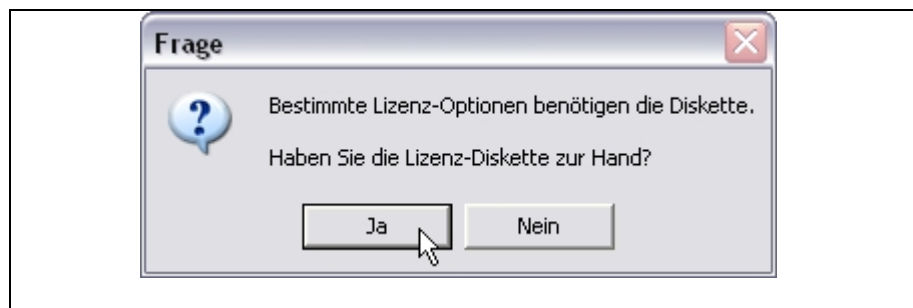 Frage
Bestimmte Lizenz-Optionen benötigen die Diskette.
Haben Sie die Lizenz-Diskette zur Hand?
Ja
Nein